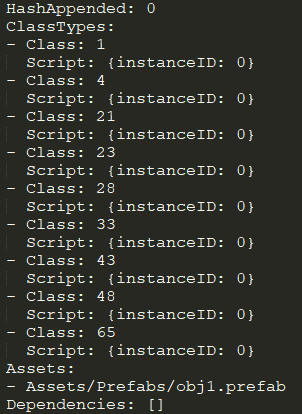 HashAppended: 0
ClassTypes:
- Class: 1
  Script: {instanceID: 0}
- Class: 4
  Script: {instanceID: 0}
- Class: 21
  Script: {instanceID: 0}
- Class: 23
  Script: {instanceID: 0}
- Class: 28
  Script: {instanceID: 0}
- Class: 33
  Script: {instanceID: 0}
- Class: 43
  Script: {instanceID: 0}
- Class: 48
  Script: {instanceID: 0}
- Class: 65
  Script: {instanceID: 0}
Assets:
- Assets/Prefabs/obj1.prefab
Dependencies: []